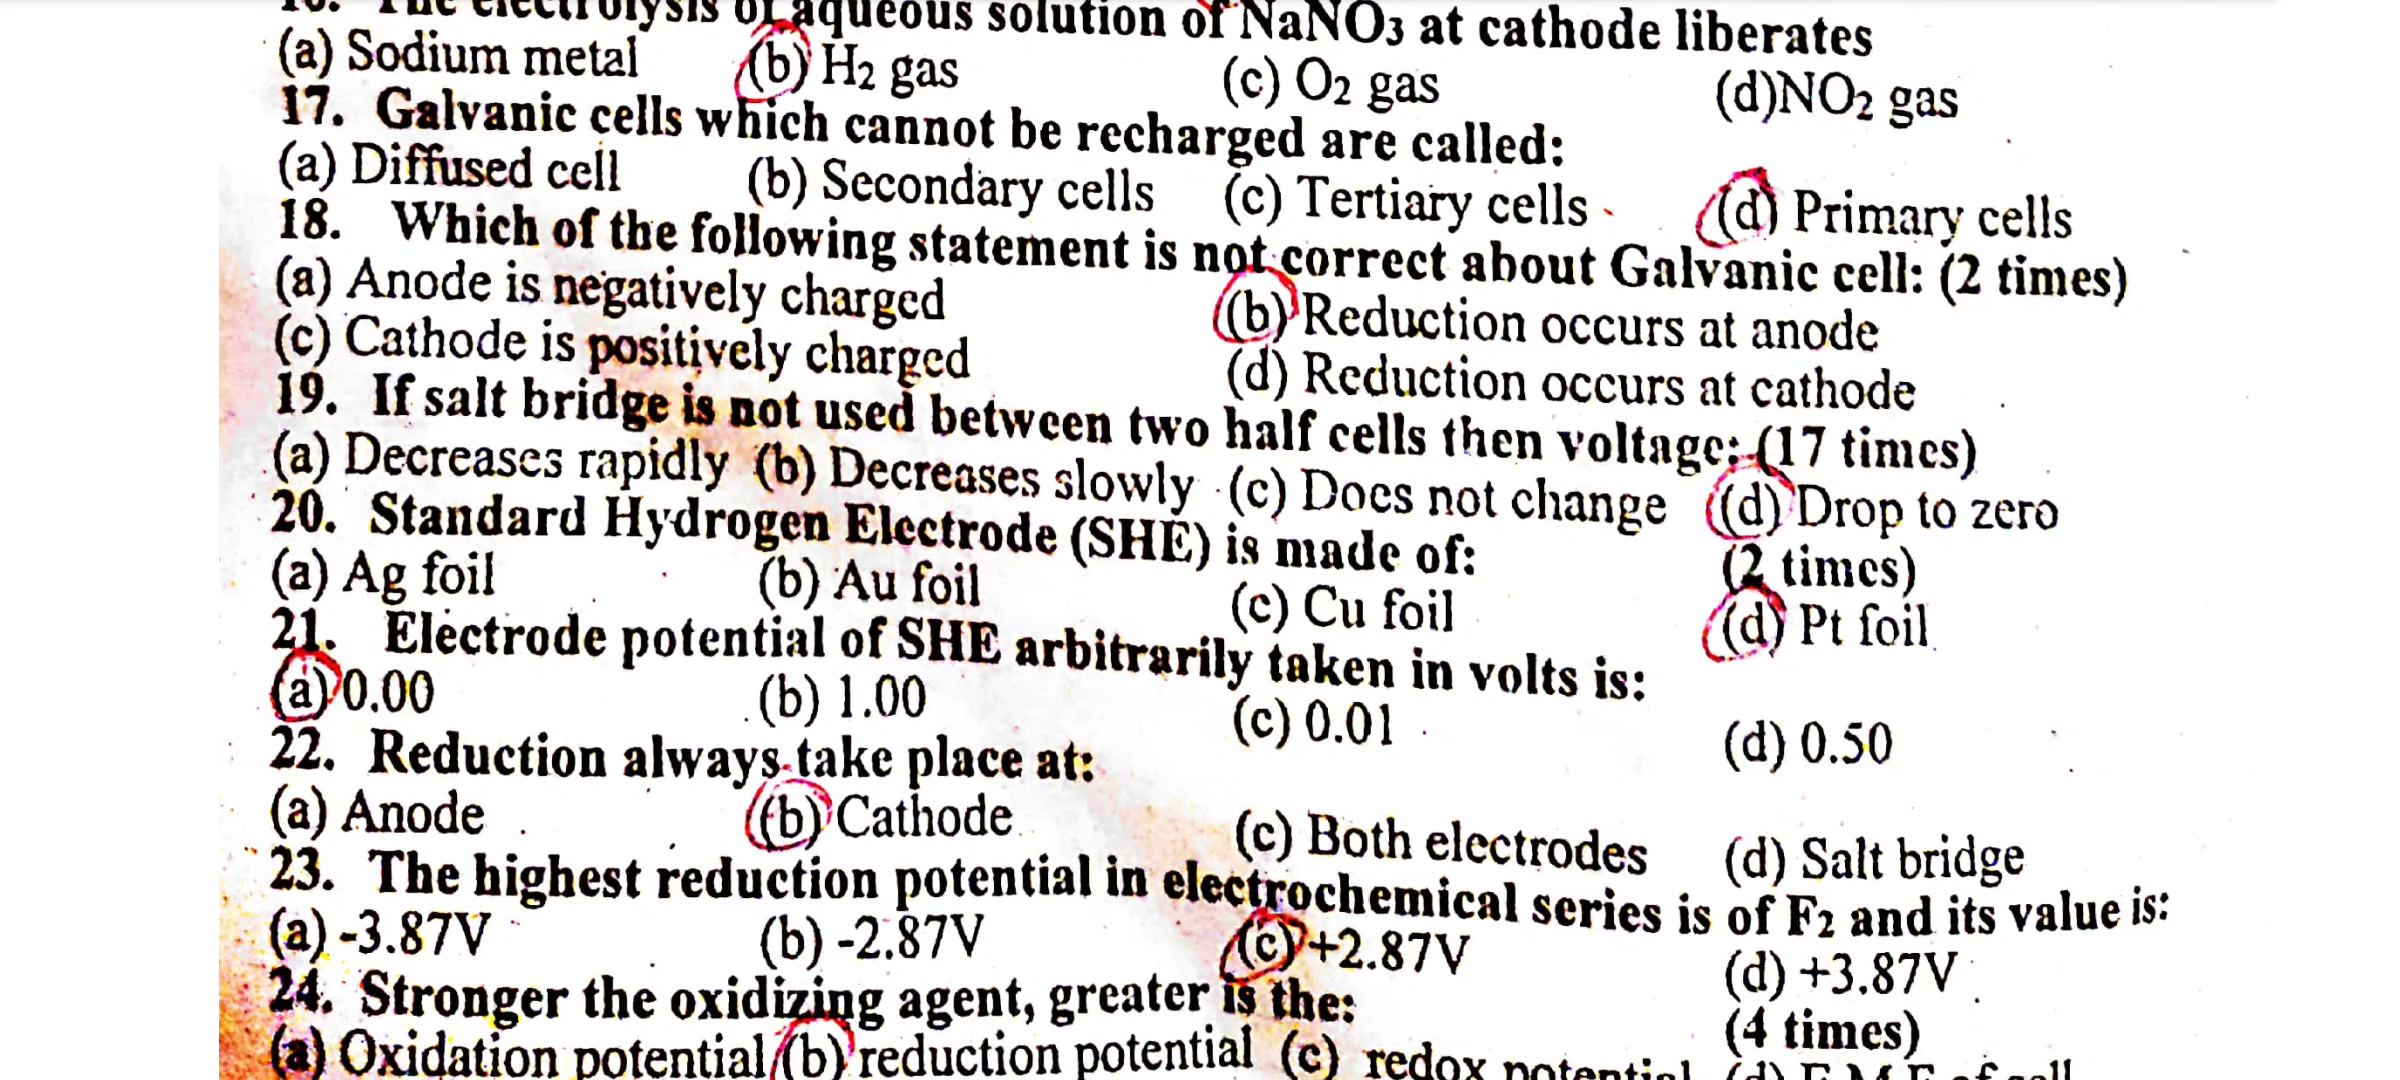 16. The electrolysis of aqueous solution of NaNO3 at cathode liberates
(a) Sodium metal (b) H2 gas (c) O2 gas (d)NO2 gas
17. Galvanic cells which cannot be recharged are called:
(a) Diffused cell (b) Secondary cells (c) Tertiary cells (d) Primary cells
18. Which of the following statement is not correct about Galvanic cell: (2 times)
(a) Anode is negatively charged (b) Reduction occurs at anode
(c) Cathode is positively charged (d) Reduction occurs at cathode
19. If salt bridge is not used between two half cells then voltage: (17 times)
(a) Decreases rapidly (b) Decreases slowly (c) Does not change (d) Drop to zero
20. Standard Hydrogen Electrode (SHE) is made of: (2 times)
(a) Ag foil (b) Au foil (c) Cu foil (d) Pt foil
21. Electrode potential of SHE arbitrarily taken in volts is:
(a) 0.00 (b) 1.00 (c) 0.01 (d) 0.50
22. Reduction always take place at:
(a) Anode (b) Cathode (c) Both electrodes (d) Salt bridge
23. The highest reduction potential in electrochemical series is of F2 and its value is:
(a) -3.87V (b) -2.87V (c) +2.87V (d) +3.87V
24. Stronger the oxidizing agent, greater is the: (4 times)
(a) Oxidation potential (b) reduction potential (c) redox potential (d) E.M.F of cell